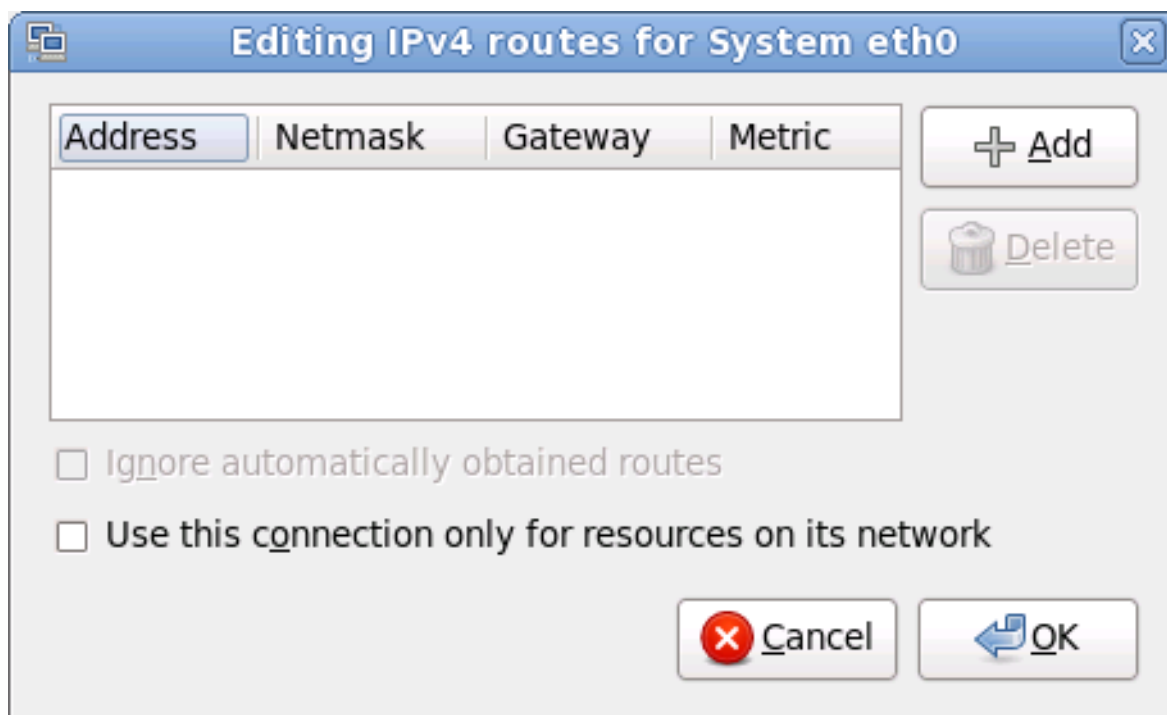 Editing IPv4 routes for System eth0
Address Netmask Gateway Metric
Add
Delete
Ignore automatically obtained routes
Use this connection only for resources on its network
Cancel OK